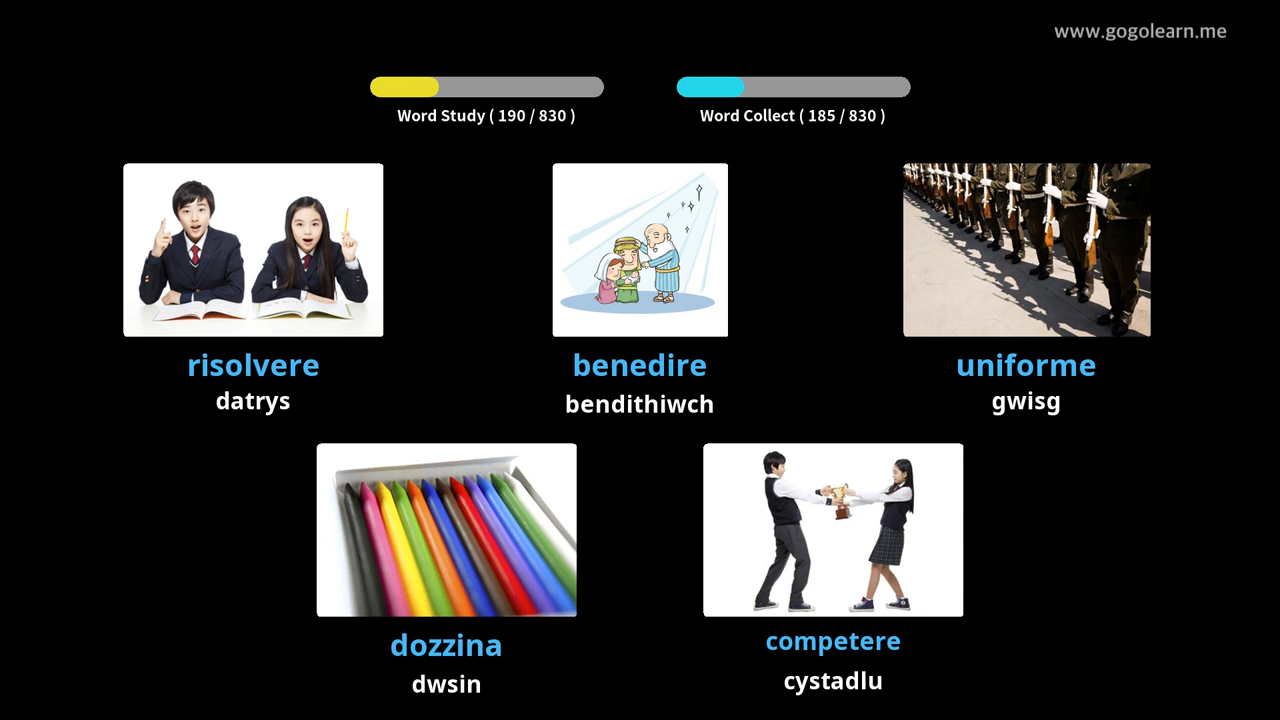 www.gogolearn.me
Word Study ( 190 / 830 )
Word Collect ( 185 / 830 )
risolvere
datrys
benedire
bendithiwch
uniforme
gwisg
dozzina
dwsin
competere
cystadlu